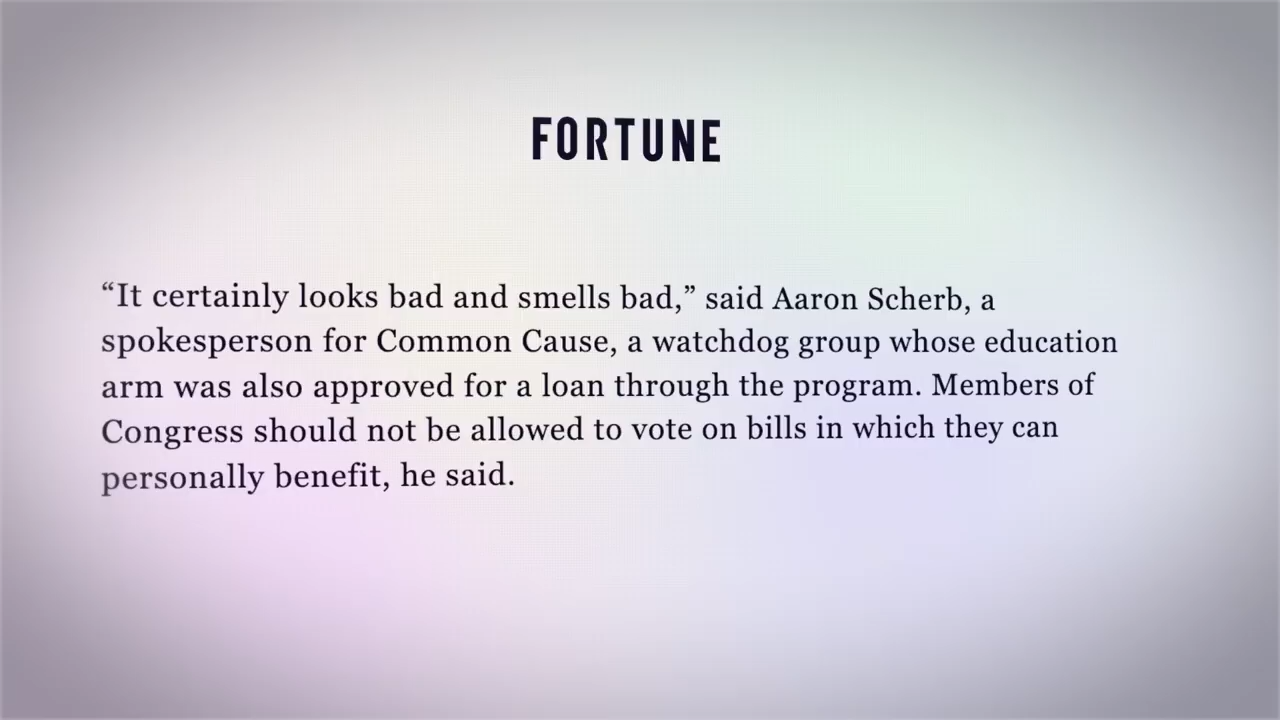 FORTUNE
“It certainly looks bad and smells bad,” said Aaron Scherb, a
spokesperson for Common Cause, a watchdog group whose education
arm was also approved for a loan through the program. Members of
Congress should not be allowed to vote on bills in which they can
personally benefit, he said.